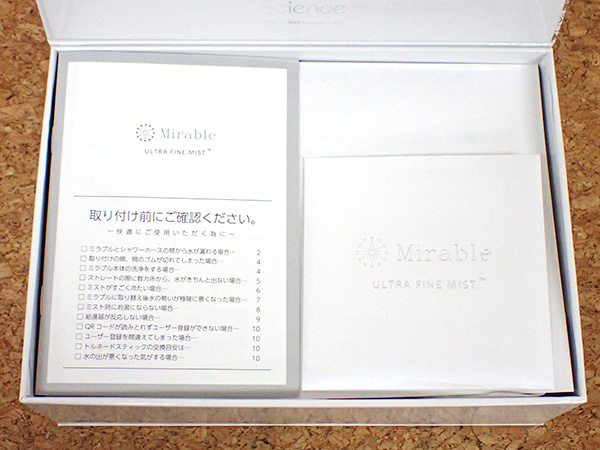 Science
Mirable
ULTRA FINE MIST™
取り付け前にご確認ください。
～快適にご使用いただく為に～
□ ミラブルとシャワーホースの間から水が漏れる場合… 2
□ 取り付けの際、間のゴムが切れてしまった場合… 4
□ ミラブル本体の洗浄をする場合… 4
□ ストレートの際に数カ所から、水がきちんと出ない場合… 5
□ ミストがすごく冷たい場合… 6
□ ミラブルに取り替え後水の勢いが極端に悪くなった場合… 7
□ ミスト時にお湯にならない場合… 8
□ 給湯器が反応しない場合… 9
□ QRコードが読みとれずユーザー登録ができない場合… 10
□ ユーザー登録を間違えてしまった場合… 10
□ トルネードスティックの交換目安は… 10
□ 水の出が悪くなった気がする場合… 10
Mirable
ULTRA FINE MIST™